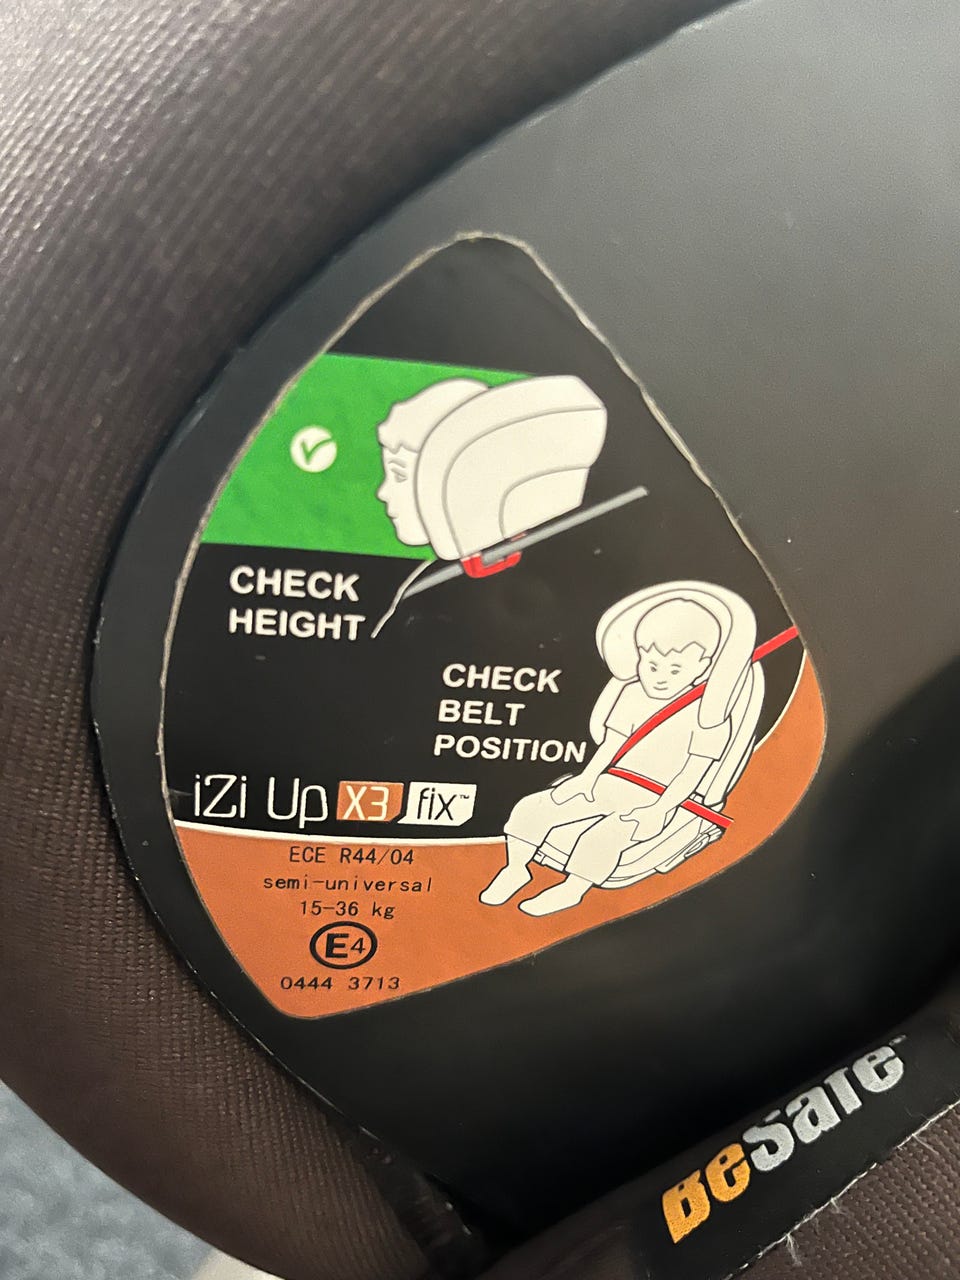 CHECK
HEIGHT
CHECK
BELT
POSITION
iZi Up X3 fix™
ECE R44/04
semi-universal
15-36 kg
E4
0444 3713
BeSafe